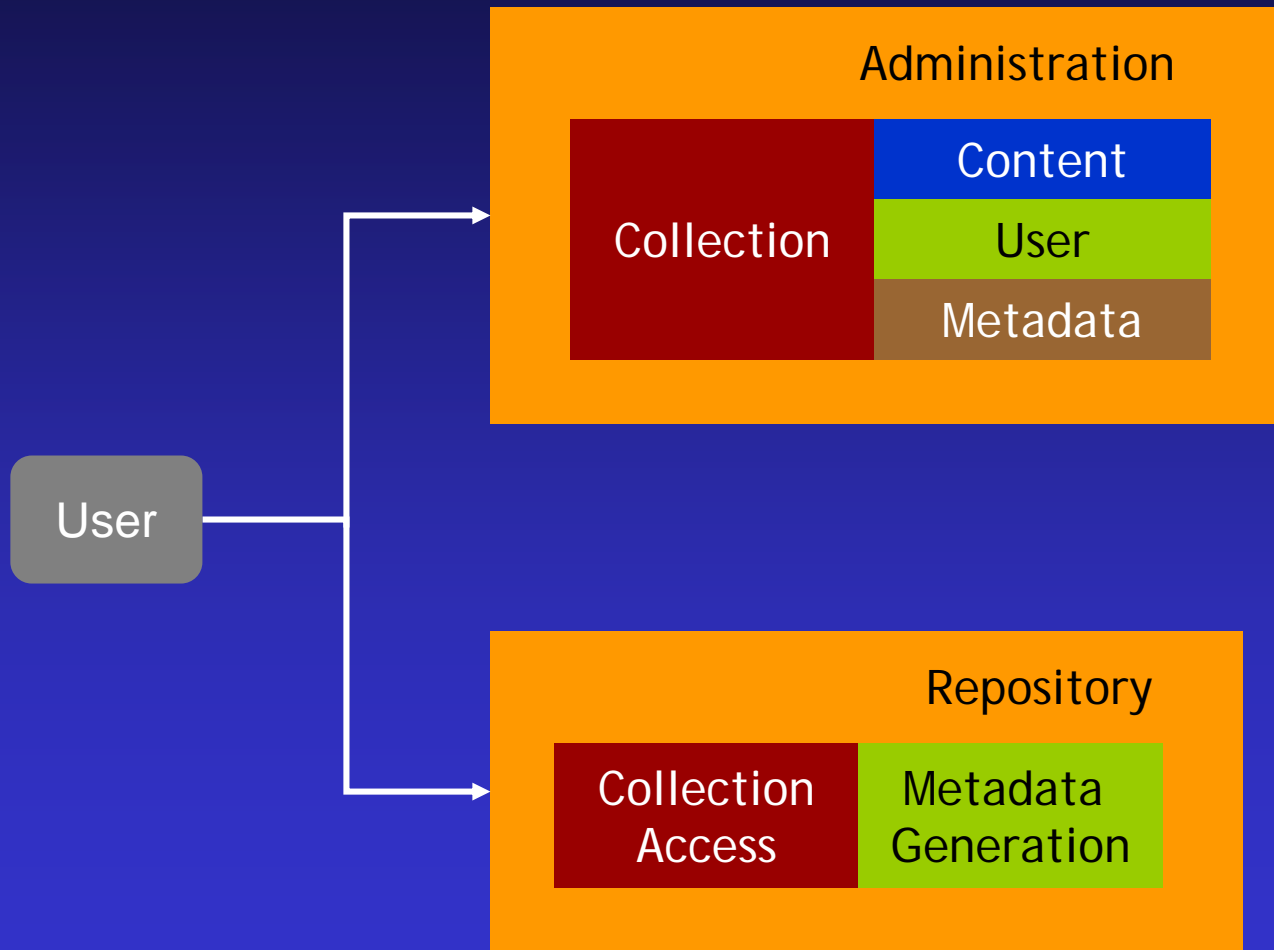 Administration
Collection
Content
User
Metadata
User
Repository
Collection
Access
Metadata
Generation